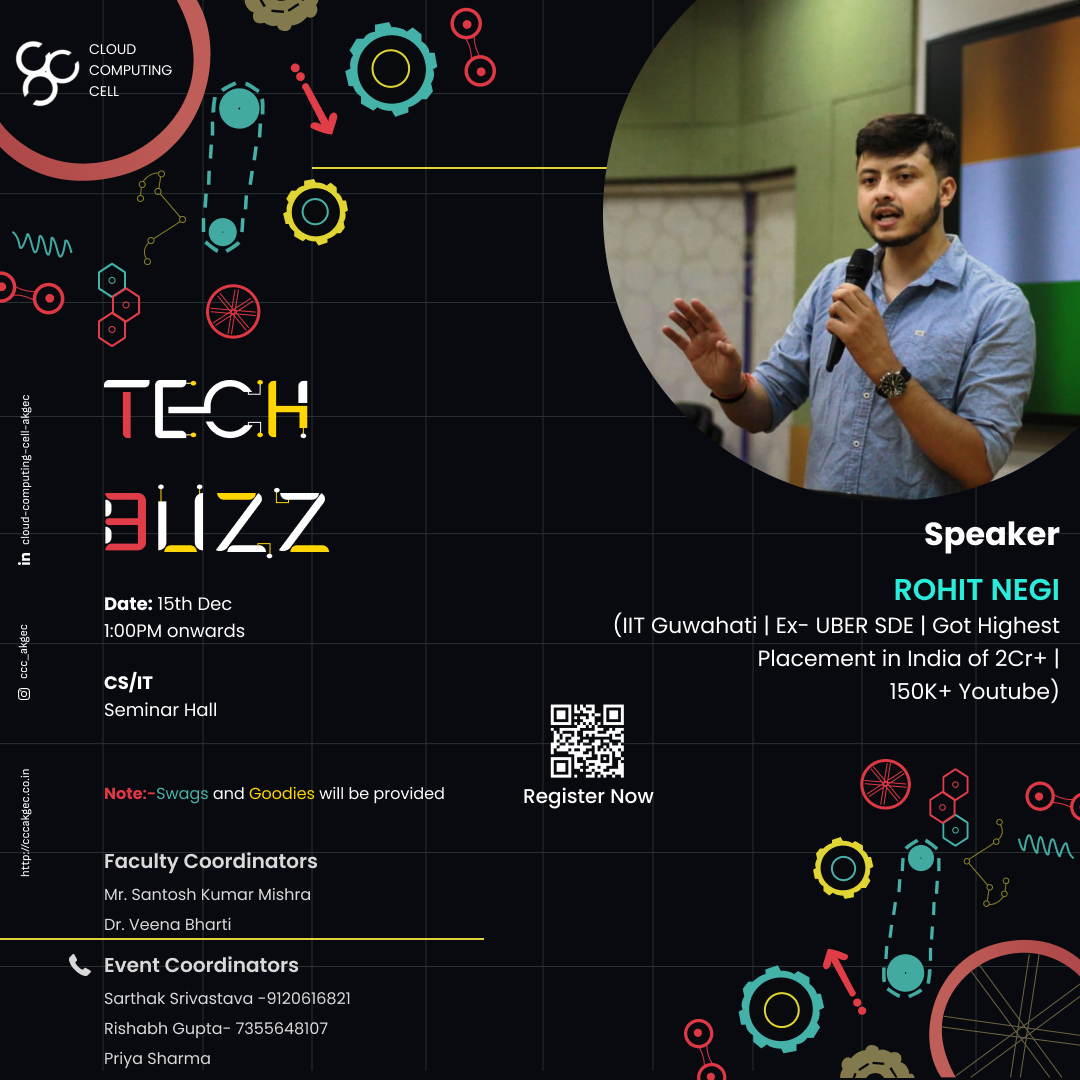 CLOUD
COMPUTING
CELL
TECH
BUZZ
Date: 15th Dec
1:00PM onwards
CS/IT
Seminar Hall
Note:-Swags and Goodies will be provided
Faculty Coordinators
Mr. Santosh Kumar Mishra
Dr. Veena Bharti
Event Coordinators
Sarthak Srivastava -9120616821
Rishabh Gupta- 7355648107
Priya Sharma
Speaker
ROHIT NEGI
(IIT Guwahati | Ex- UBER SDE | Got Highest
Placement in India of 2Cr+ |
150K+ Youtube)
Register Now
in cloud-computing-cell-akgec
ccc_akgec
http://cccakgec.co.in